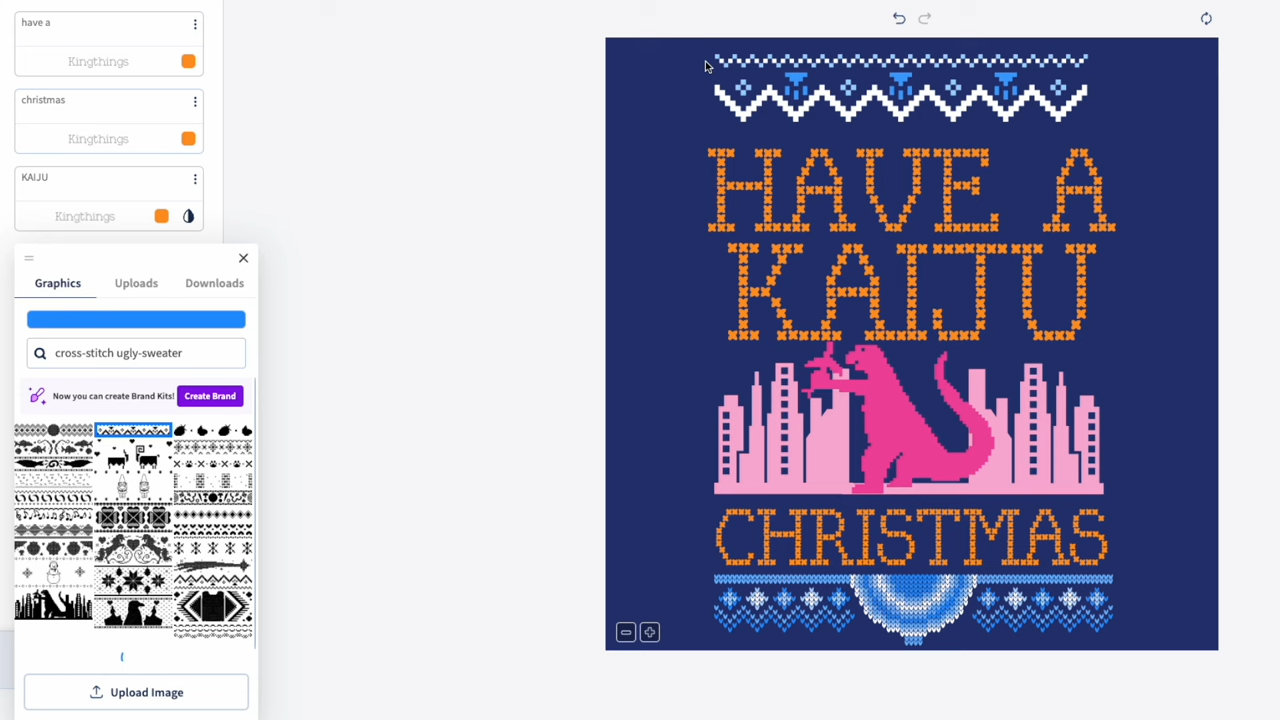 have a
Kingthings
christmas
Kingthings
KAIJU
Kingthings
Graphics
Uploads
Downloads
cross-stitch ugly-sweater
Now you can create Brand Kits!
Create Brand
Upload Image
HAVE A
KAIJU
CHRISTMAS